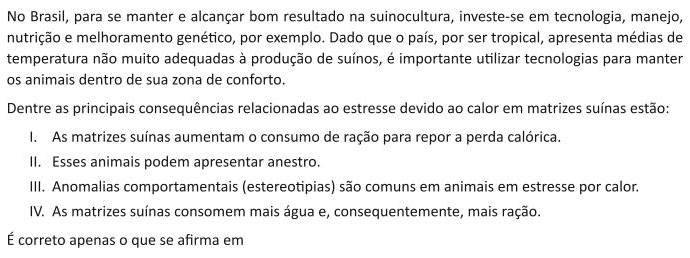 No Brasil, para se manter e alcançar bom resultado na suinocultura, investe-se em tecnologia, manejo,
nutrição e melhoramento genético, por exemplo. Dado que o país, por ser tropical, apresenta médias de
temperatura não muito adequadas à produção de suínos, é importante utilizar tecnologias para manter
os animais dentro de sua zona de conforto.
Dentre as principais consequências relacionadas ao estresse devido ao calor em matrizes suínas estão:
I. As matrizes suínas aumentam o consumo de ração para repor a perda calórica.
II. Esses animais podem apresentar anestro.
III. Anomalias comportamentais (estereotipias) são comuns em animais em estresse por calor.
IV. As matrizes suínas consomem mais água e, consequentemente, mais ração.
É correto apenas o que se afirma em